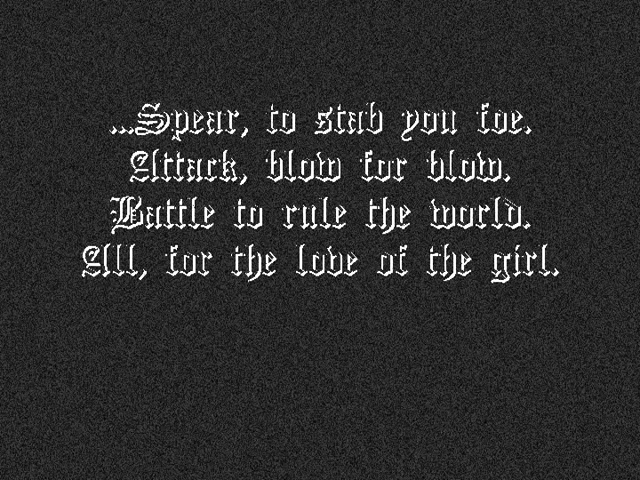 ...Spear, to stab you foe.
Attack, blow for blow.
Battle to rule the world.
All, for the love of the girl.